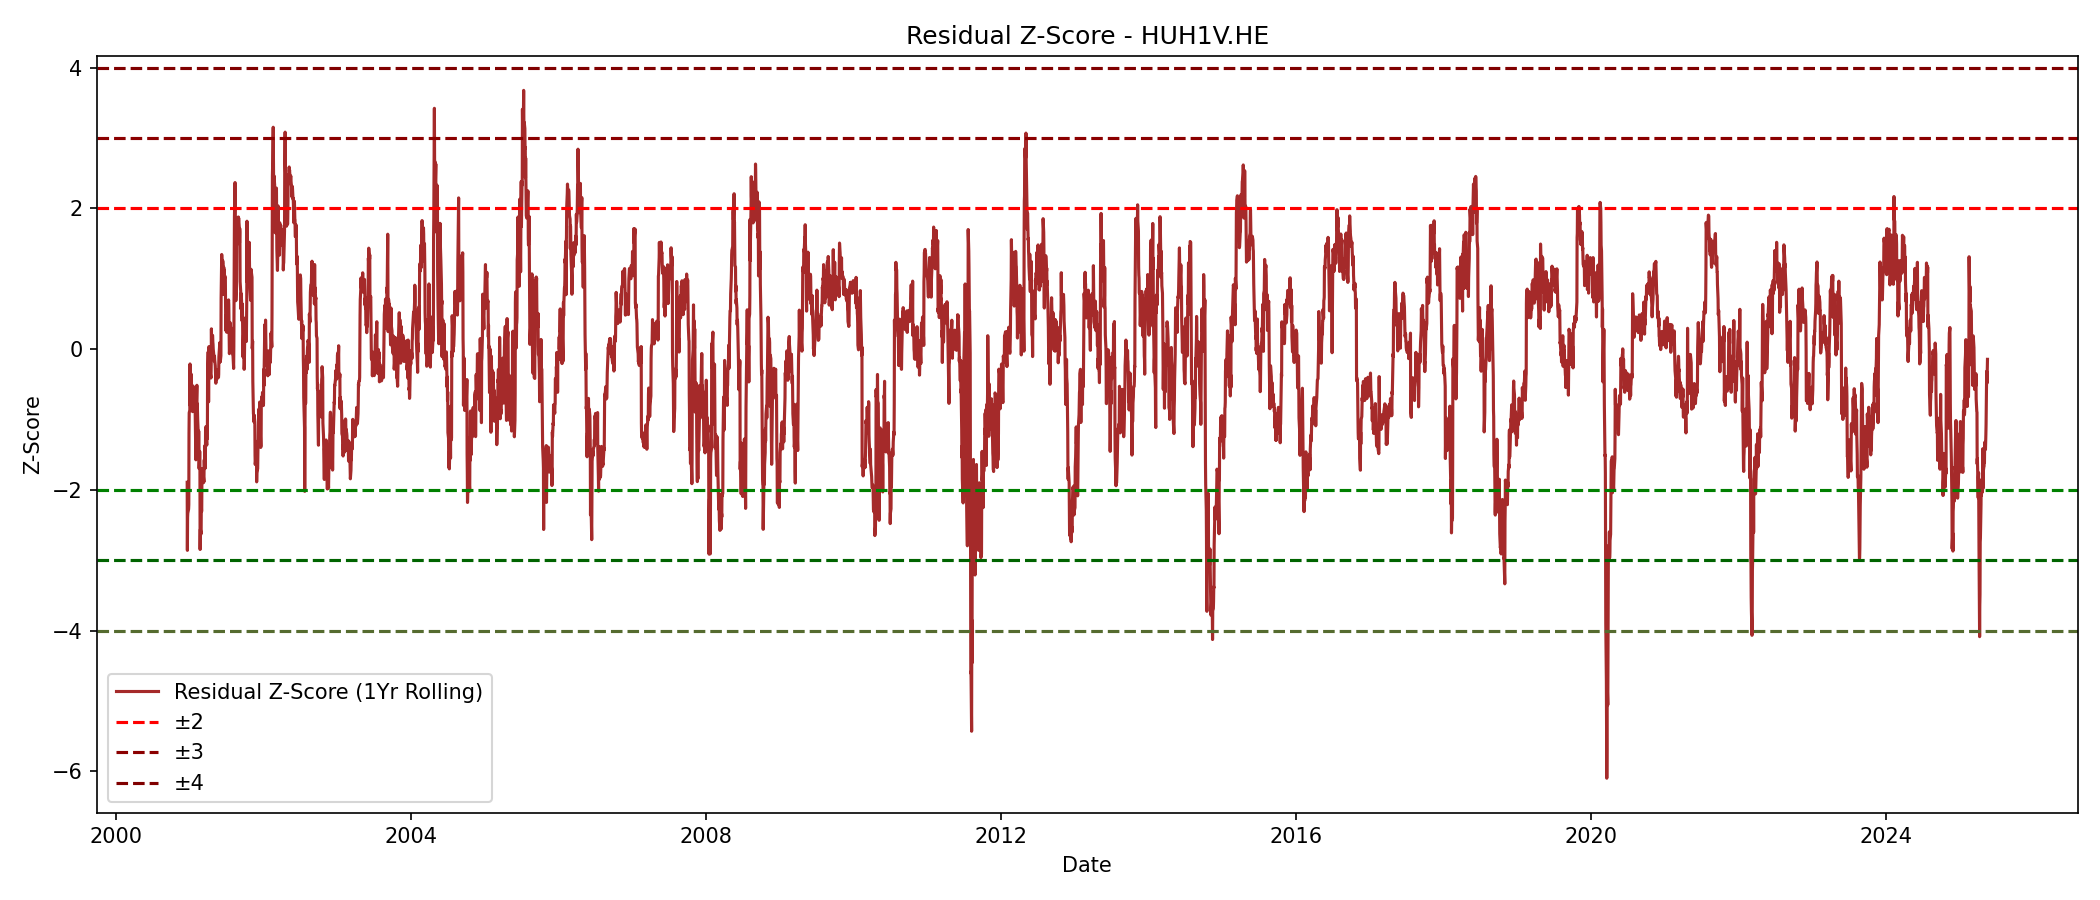 Residual Z-Score - HUH1V.HE
Z-Score
4
2
0
−2
−4
−6
Residual Z-Score (1Yr Rolling)
±2
±3
±4
2000 2004 2008 2012 2016 2020 2024
Date